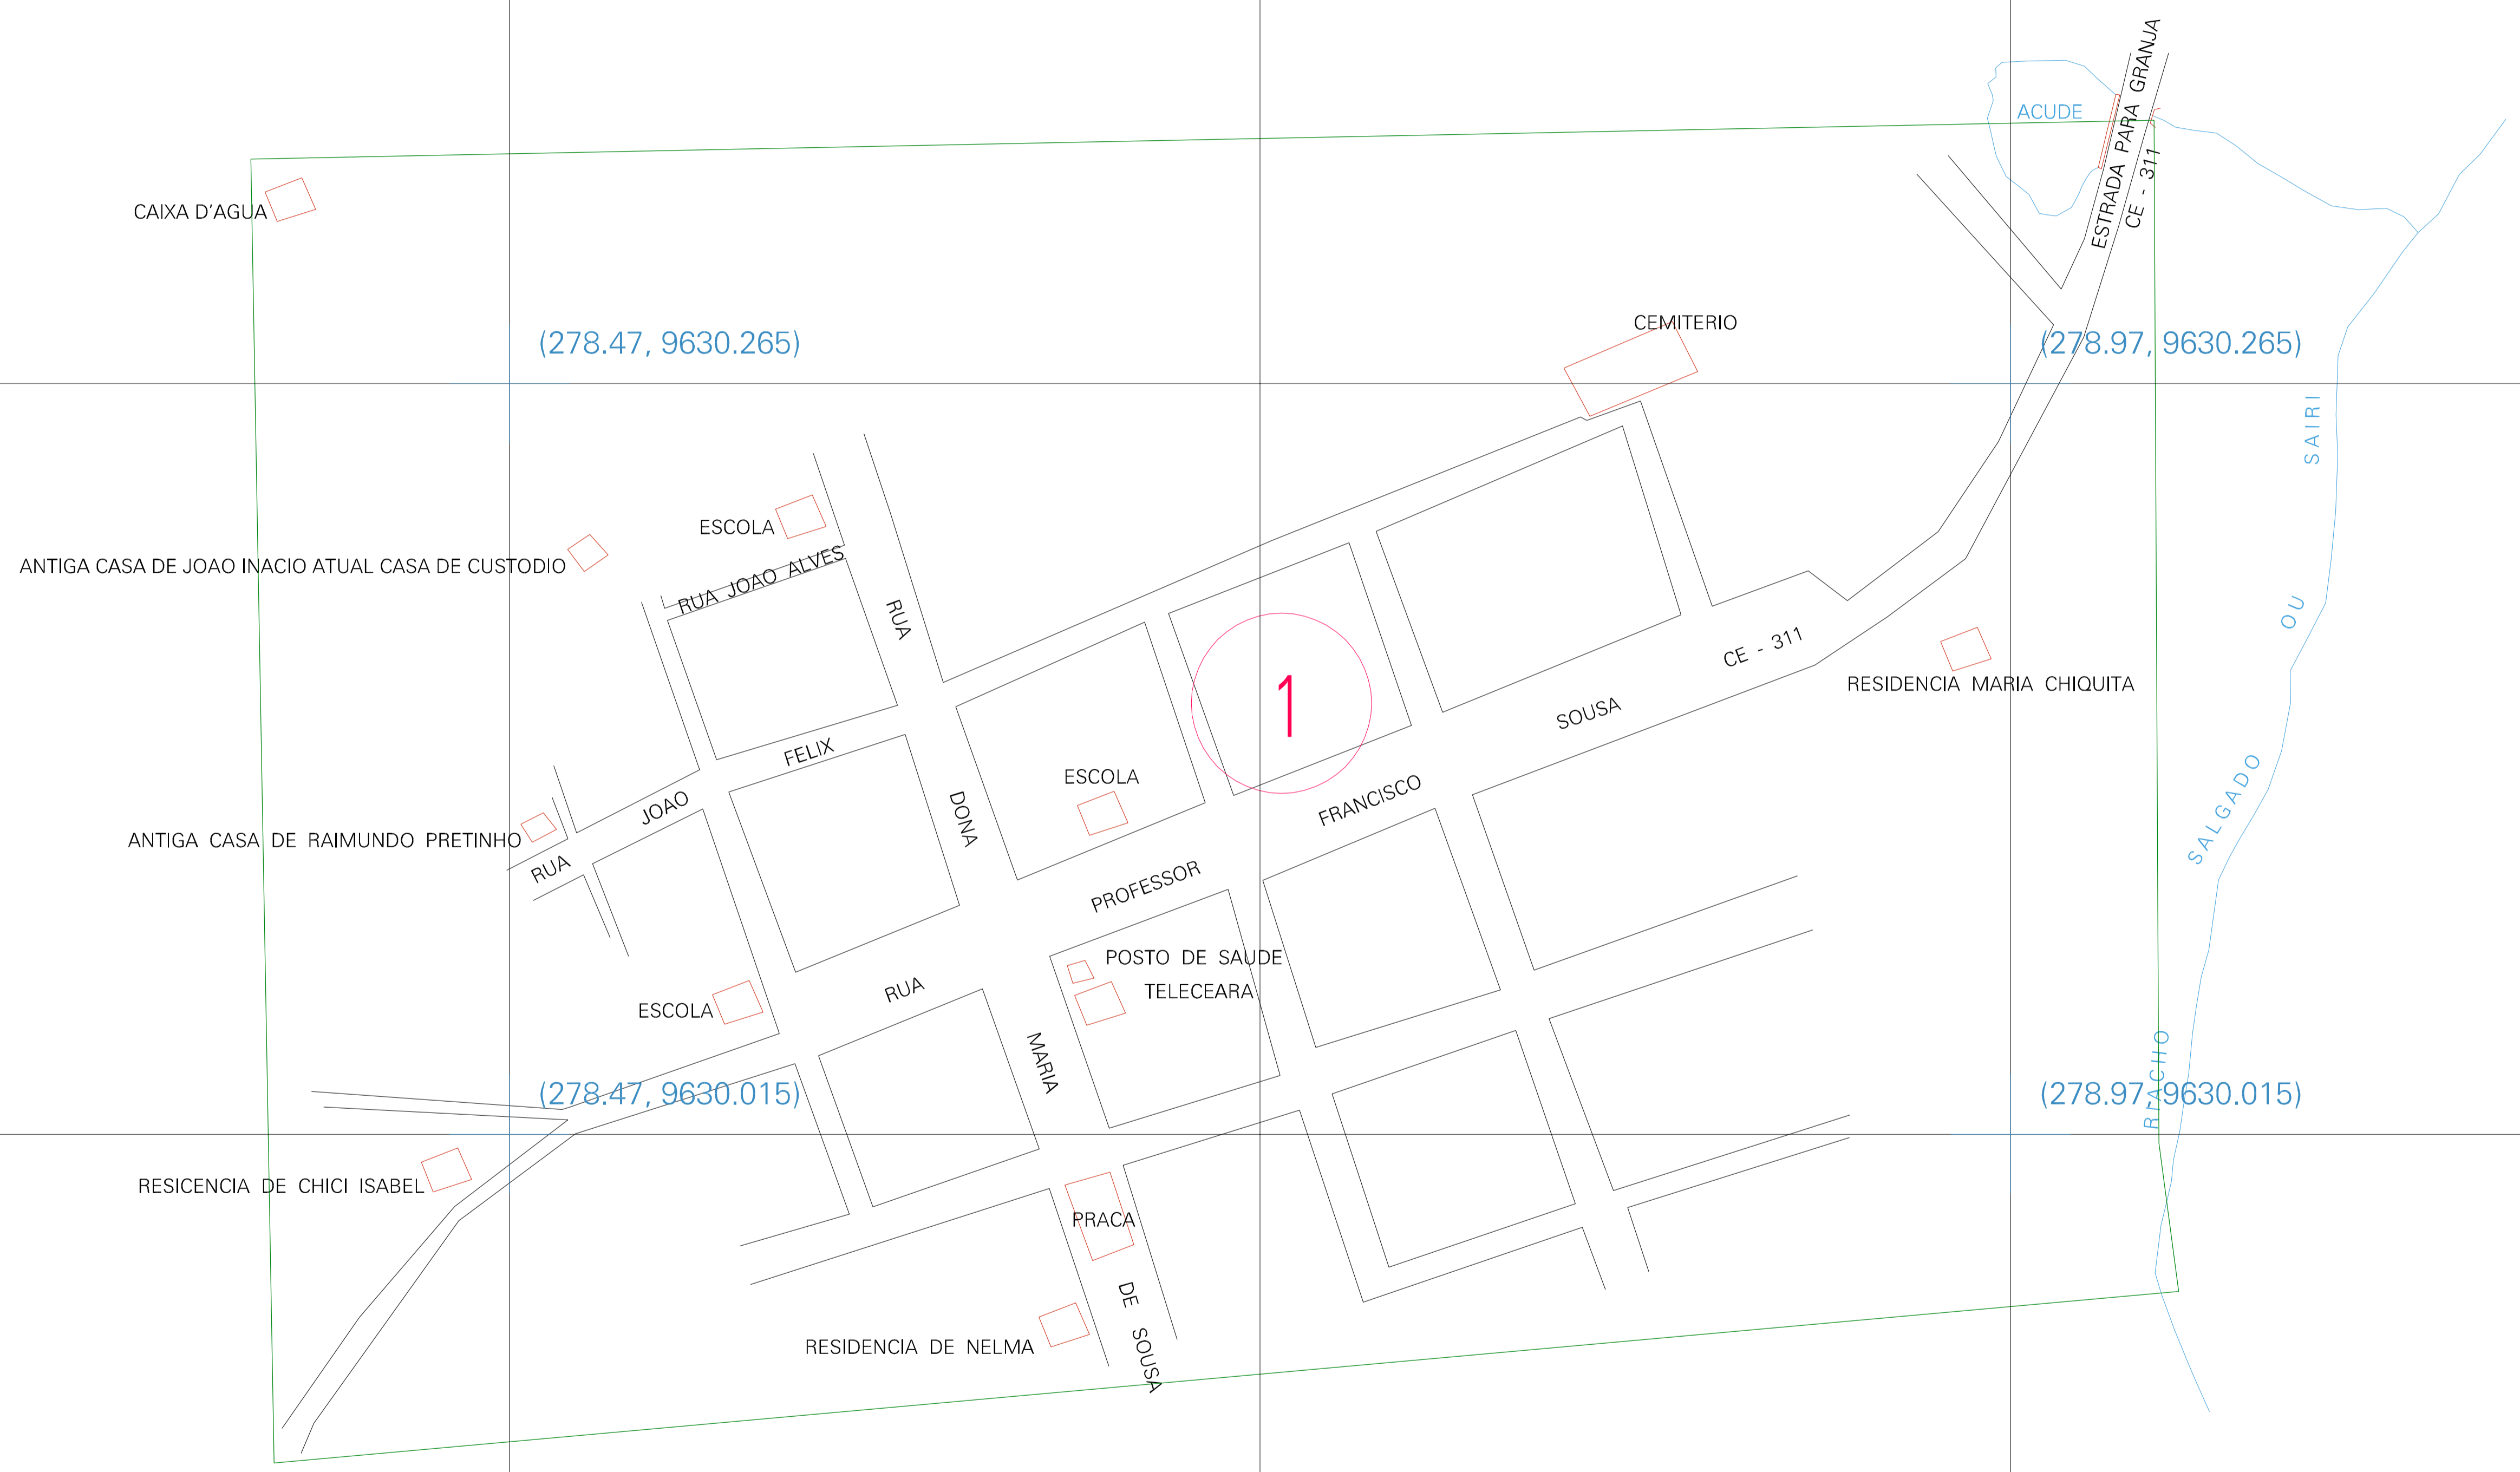 ESTRADA PARA GRANJA
CE - 311
ACUDE
CAIXA D'AGUA
CEMITERIO
(278.47, 9630.265)
(278.97, 9630.265)
SAIRI
ESCOLA
ANTIGA CASA DE JOAO INACIO ATUAL CASA DE CUSTODIO
RUA JOAO ALVES
RUA
OU
CE - 311
RESIDENCIA MARIA CHIQUITA
1
SOUSA
FELIX
SALGADO
ESCOLA
JOAO
FRANCISCO
DONA
ANTIGA CASA DE RAIMUNDO PRETINHO
RUA
PROFESSOR
POSTO DE SAUDE
TELECEARA
RUA
ESCOLA
MARIA
RIACHO
(278.47, 9630.015)
(278.97, 9630.015)
RESICENCIA DE CHICI ISABEL
PRACA
DE SOUSA
RESIDENCIA DE NELMA